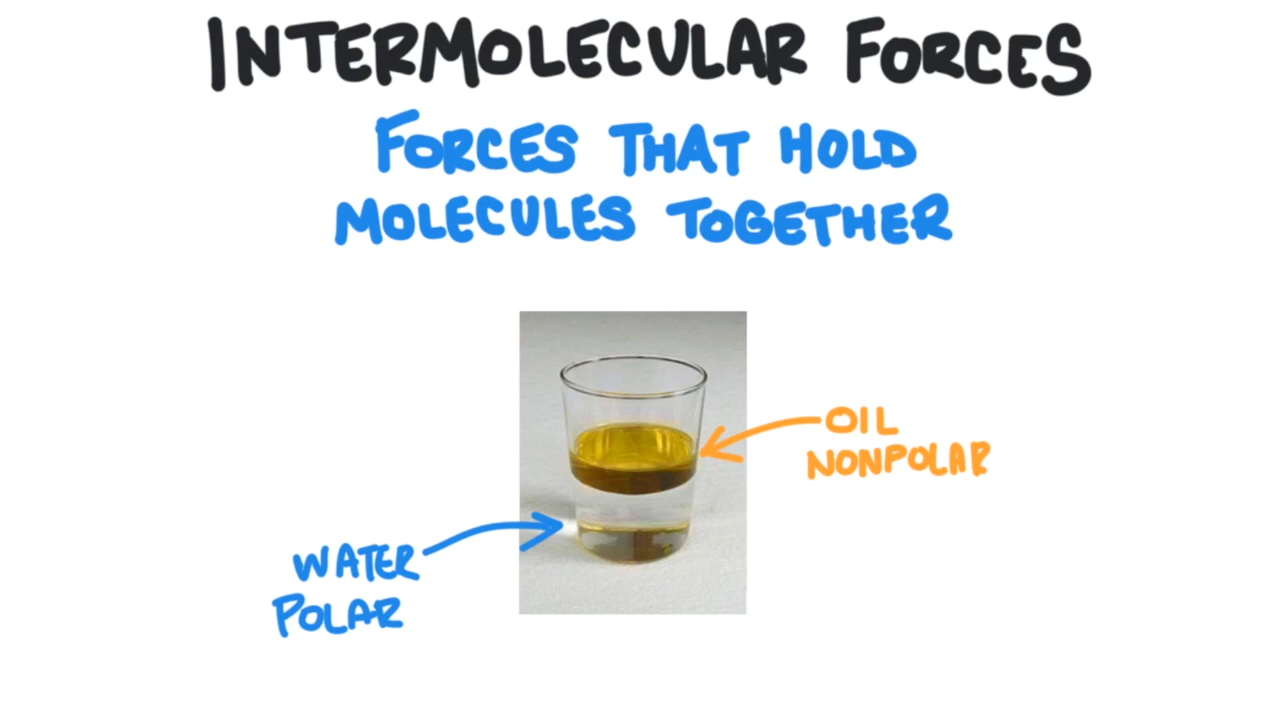 INTERMOLECULAR FORCES
FORCES THAT HOLD
MOLECULES TOGETHER
OIL
NONPOLAR
WATER
POLAR